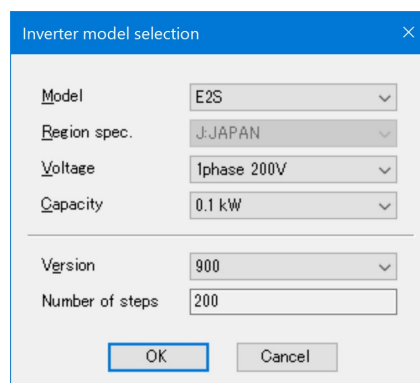 Inverter model selection
Model E2S
Region spec. J:JAPAN
Voltage 1phase 200V
Capacity 0.1 kW
Version 900
Number of steps 200
OK Cancel